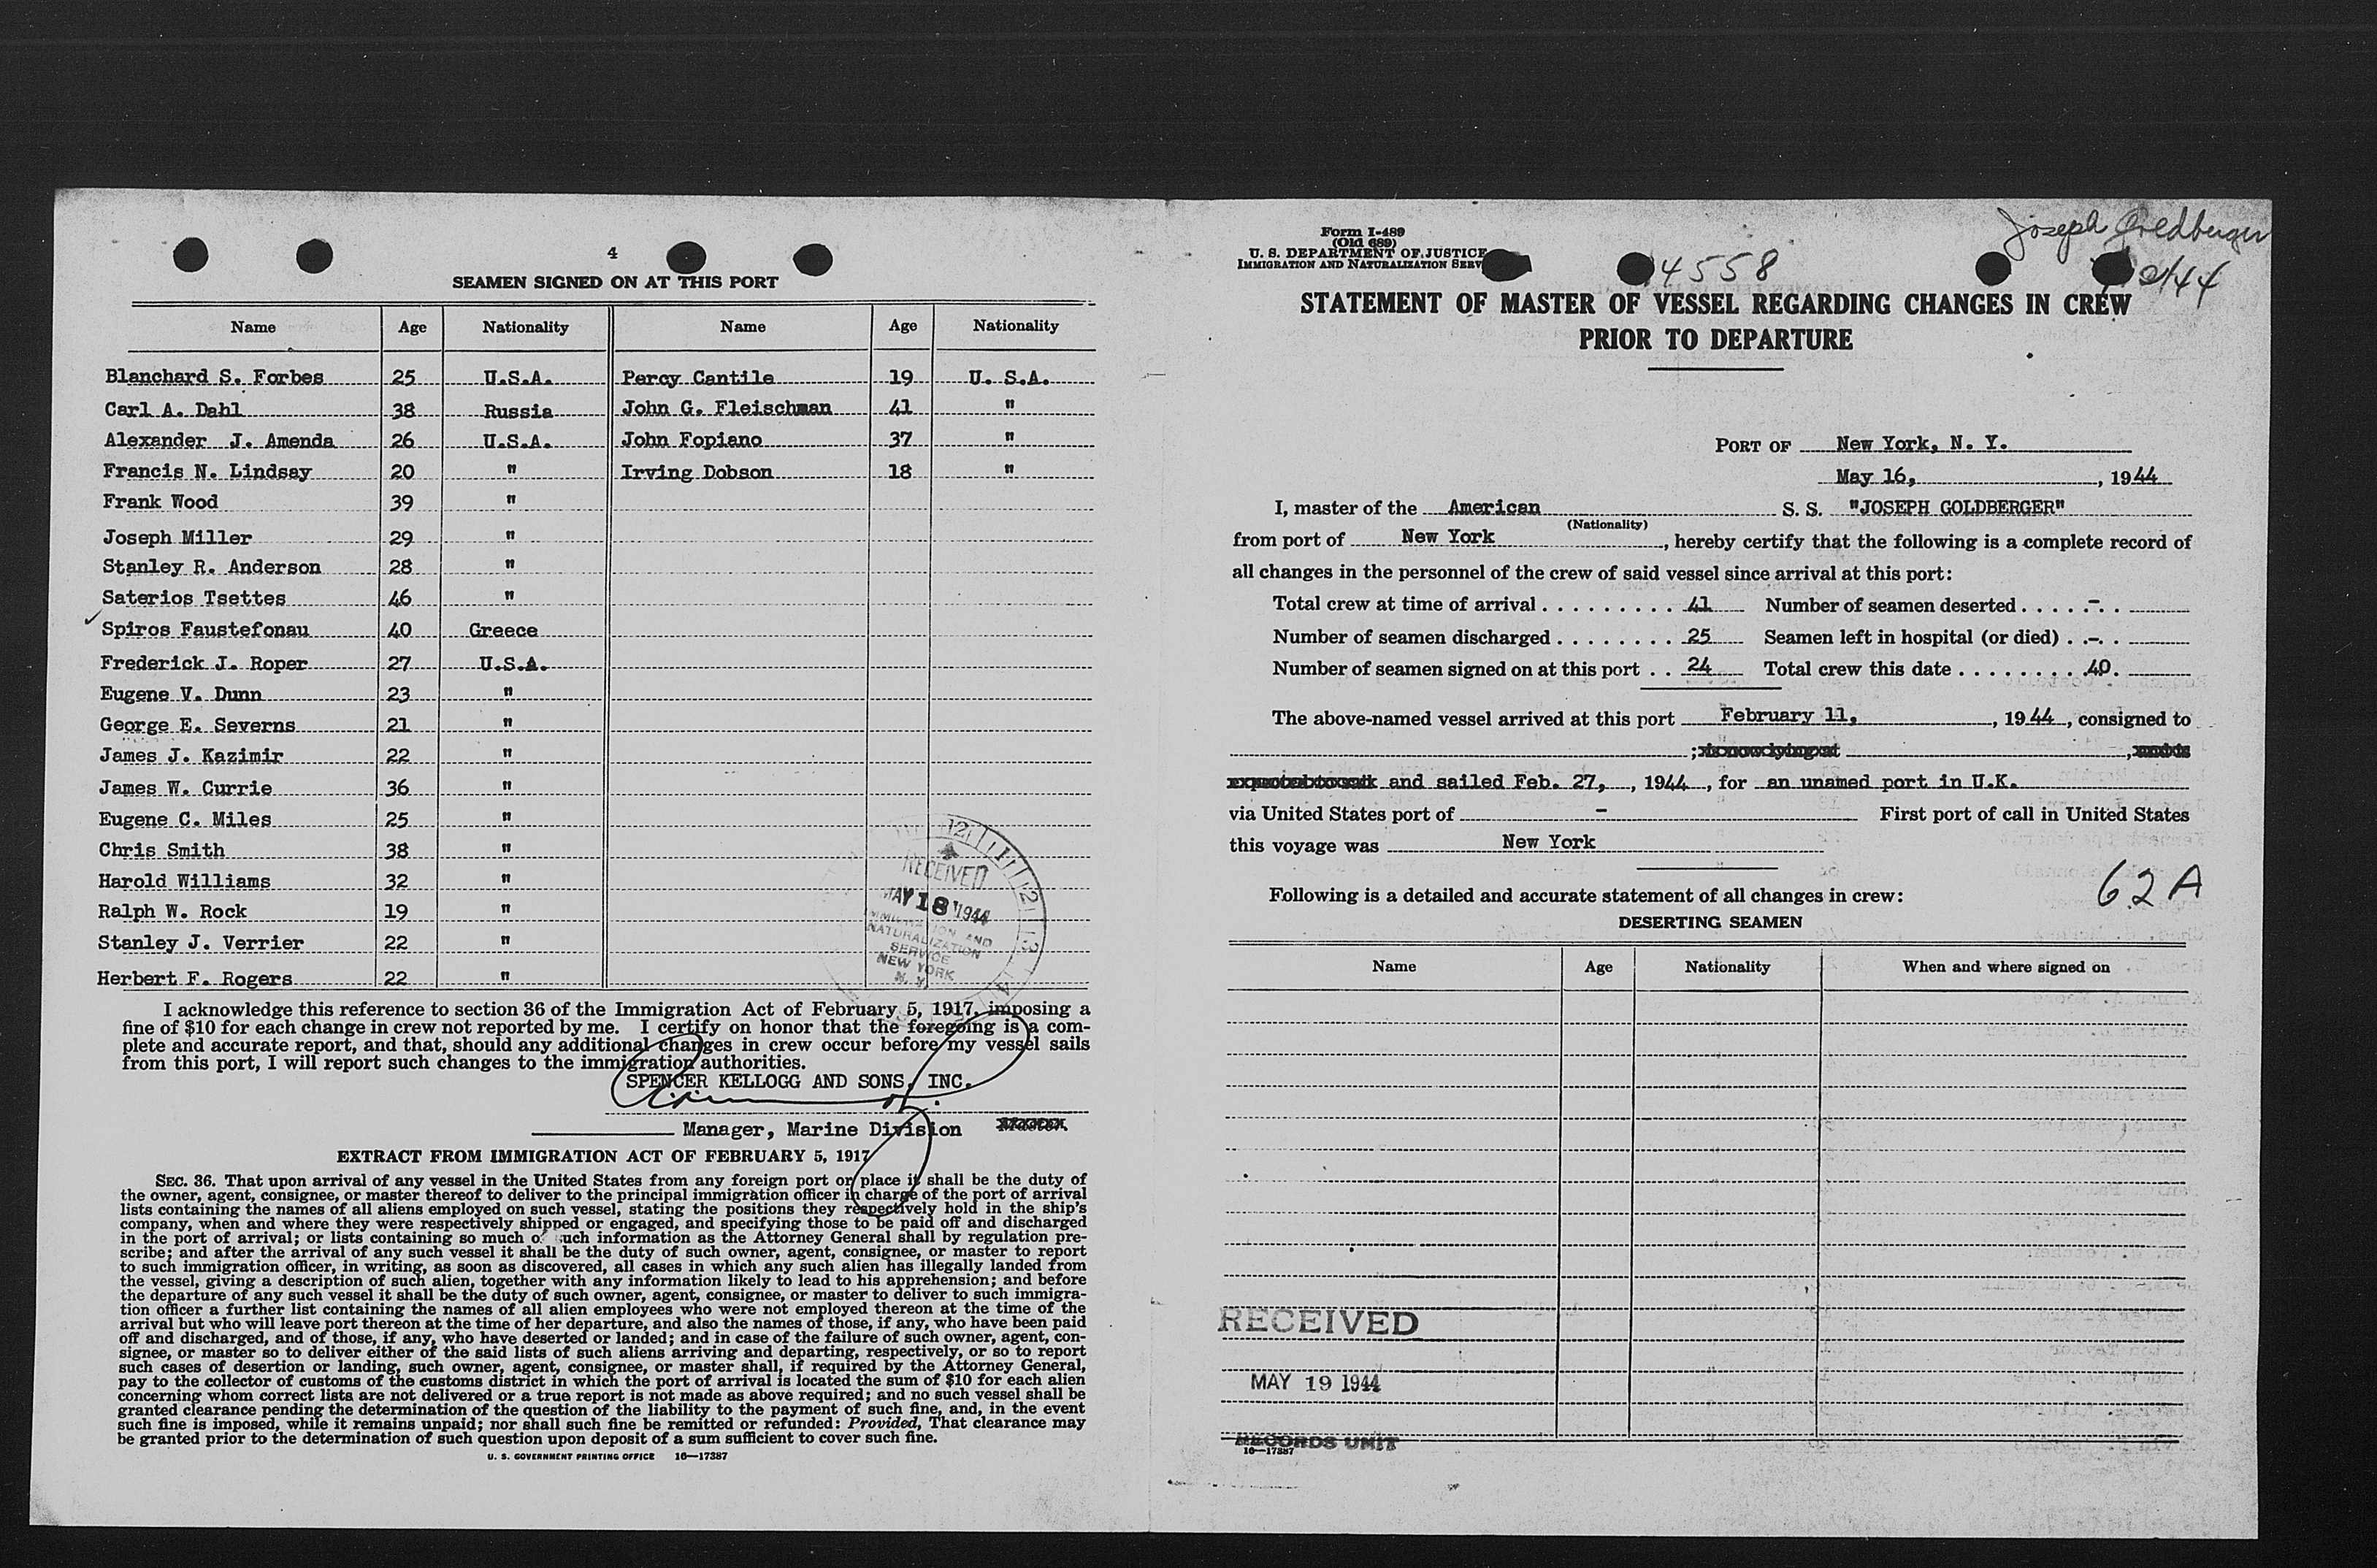 4
SEAMEN SIGNED ON AT THIS PORT
Name Age Nationality Name Age Nationality
Blanchard S. Forbes 25 U.S.A. Percy Cantile 19 U. S.A.
Carl A. Dahl 38 Russia John G. Fleischman 41 "
Alexander J. Amenda 26 U.S.A. John Fopiano 37 "
Francis N. Lindsay 20 " Irving Dobson 18 "
Frank Wood 39 "
Joseph Miller 29 "
Stanley R. Anderson 28 "
Saterios Tsettes 46 "
Spiros Faustefonau 40 Greece
Frederick J. Roper 27 U.S.A.
Eugene V. Dunn 23 "
George E. Severns 21 "
James J. Kazimir 22 "
James W. Currie 36 "
Eugene C. Miles 25 "
Chris Smith 38 "
Harold Williams 32 "
Ralph W. Rock 19 "
Stanley J. Verrier 22 "
Herbert F. Rogers 22 "
12 1 2 3 4
RECEIVED
MAY 18 1944
IMMIGRATION AND
NATURALIZATION
SERVICE
NEW YORK
N. Y.
I acknowledge this reference to section 36 of the Immigration Act of February 5, 1917, imposing a
fine of $10 for each change in crew not reported by me. I certify on honor that the foregoing is a com-
plete and accurate report, and that, should any additional changes in crew occur before my vessel sails
from this port, I will report such changes to the immigration authorities.
SPENCER KELLOGG AND SONS, INC.
Manager, Marine Division Master.
EXTRACT FROM IMMIGRATION ACT OF FEBRUARY 5, 1917
SEC. 36. That upon arrival of any vessel in the United States from any foreign port or place it shall be the duty of
the owner, agent, consignee, or master thereof to deliver to the principal immigration officer in charge of the port of arrival
lists containing the names of all aliens employed on such vessel, stating the positions they respectively hold in the ship's
company, when and where they were respectively shipped or engaged, and specifying those to be paid off and discharged
in the port of arrival; or lists containing so much of such information as the Attorney General shall by regulation pre-
scribe; and after the arrival of any such vessel it shall be the duty of such owner, agent, consignee, or master to report
to such immigration officer, in writing, as soon as discovered, all cases in which any such alien has illegally landed from
the vessel, giving a description of such alien, together with any information likely to lead to his apprehension; and before
the departure of any such vessel it shall be the duty of such owner, agent, consignee, or master to deliver to such immigra-
tion officer a further list containing the names of all alien employees who were not employed thereon at the time of the
arrival but who will leave port thereon at the time of her departure, and also the names of those, if any, who have been paid
off and discharged, and of those, if any, who have deserted or landed; and in case of the failure of such owner, agent, con-
signee, or master so to deliver either of the said lists of such aliens arriving and departing, respectively, or so to report
such cases of desertion or landing, such owner, agent, consignee, or master shall, if required by the Attorney General,
pay to the collector of customs of the customs district in which the port of arrival is located the sum of $10 for each alien
concerning whom correct lists are not delivered or a true report is not made as above required; and no such vessel shall be
granted clearance pending the determination of the question of the liability to the payment of such fine, and, in the event
such fine is imposed, while it remains unpaid; nor shall such fine be remitted or refunded: Provided, That clearance may
be granted prior to the determination of such question upon deposit of a sum sufficient to cover such fine.
U. S. GOVERNMENT PRINTING OFFICE 16—17387
Form I-489
(Old 689)
U. S. DEPARTMENT OF JUSTICE
IMMIGRATION AND NATURALIZATION SERV
14558
Joseph Goldberger
STATEMENT OF MASTER OF VESSEL REGARDING CHANGES IN CREW
PRIOR TO DEPARTURE
PORT OF New York, N. Y.
May 16, , 1944
I, master of the American S. S. "JOSEPH GOLDBERGER"
(Nationality)
from port of New York , hereby certify that the following is a complete record of
all changes in the personnel of the crew of said vessel since arrival at this port:
Total crew at time of arrival . . . . . . . . . . 41 Number of seamen deserted . . . . . - . .
Number of seamen discharged . . . . . . . . 25 Seamen left in hospital (or died) . . - . .
Number of seamen signed on at this port . . 24 Total crew this date . . . . . . . . 40 .
The above-named vessel arrived at this port February 11, , 1944 , consigned to
; is now lying at , and is
expected to sail and sailed Feb. 27, , 1944 , for an unamed port in U.K.
via United States port of - First port of call in United States
this voyage was New York
62A
Following is a detailed and accurate statement of all changes in crew:
DESERTING SEAMEN
Name Age Nationality When and where signed on
RECEIVED
MAY 19 1944
RECORDS UNIT
16—17387